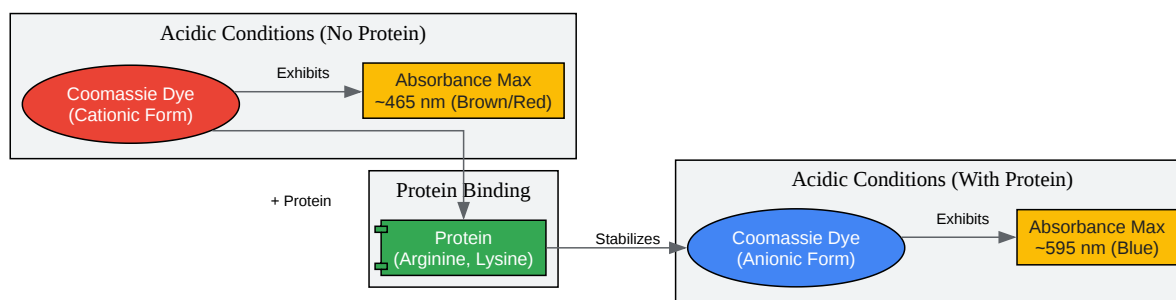 Acidic Conditions (No Protein)
Coomassie Dye
(Cationic Form)
Exhibits
Absorbance Max
~465 nm (Brown/Red)
+ Protein
Protein Binding
Protein
(Arginine, Lysine)
Stabilizes
Acidic Conditions (With Protein)
Coomassie Dye
(Anionic Form)
Exhibits
Absorbance Max
~595 nm (Blue)